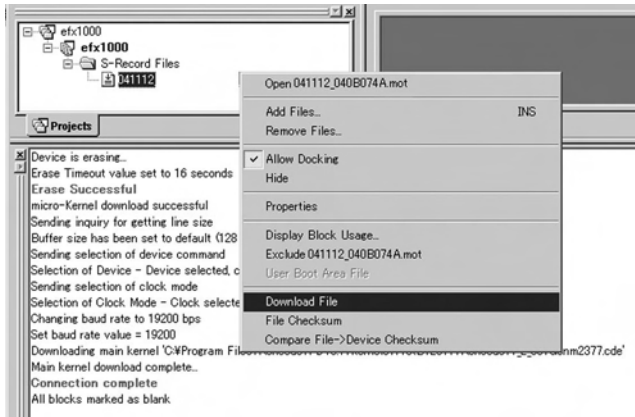 efx1000
efx1000
S-Record Files
041112
Projects
Open 041112_040B074A.mot
Add Files... INS
Remove Files...
Allow Docking
Hide
Properties
Display Block Usage...
Exclude 041112_040B074A.mot
User Boot Area File
Download File
File Checksum
Compare File->Device Checksum
Device is erasing...
Erase Timeout value set to 16 seconds
Erase Successful
micro-Kernel download successful
Sending inquiry for getting line size
Buffer size has been set to default (128
Sending selection of device command
Selection of Device - Device selected, c
Sending selection of clock mode
Selection of Clock Mode - Clock selecte
Changing baud rate to 19200 bps
Set baud rate value = 19200
Downloading main kernel 'C:¥Program File
Main kernel download complete...
Connection complete
All blocks marked as blank